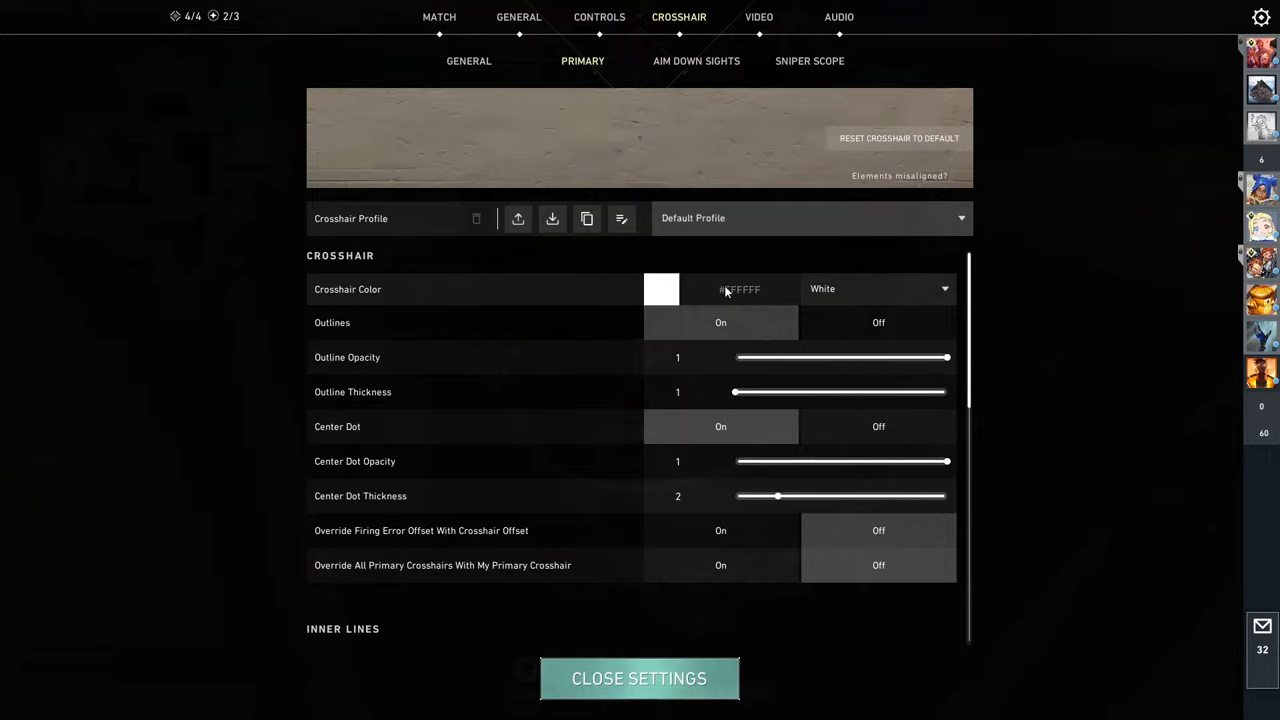 4/4 2/3
MATCH GENERAL CONTROLS CROSSHAIR VIDEO AUDIO
GENERAL PRIMARY AIM DOWN SIGHTS SNIPER SCOPE
RESET CROSSHAIR TO DEFAULT
Elements misaligned?
6
Crosshair Profile Default Profile
CROSSHAIR
Crosshair Color #FFFFFF White
Outlines On Off
Outline Opacity 1
Outline Thickness 1
0
Center Dot On Off
60
Center Dot Opacity 1
Center Dot Thickness 2
Override Firing Error Offset With Crosshair Offset On Off
Override All Primary Crosshairs With My Primary Crosshair On Off
INNER LINES
32
CLOSE SETTINGS